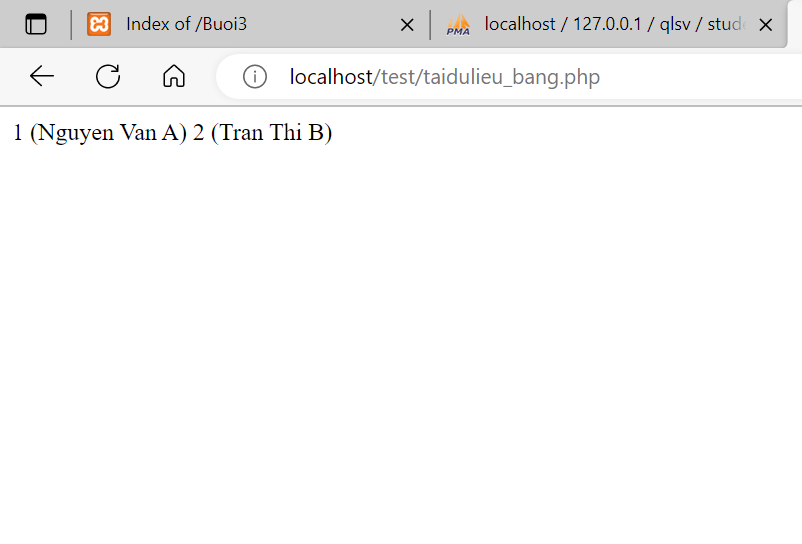 Index of /Buoi3
PMA
localhost / 127.0.0.1 / qlsv / stude
localhost/test/taidulieu_bang.php
1 (Nguyen Van A) 2 (Tran Thi B)